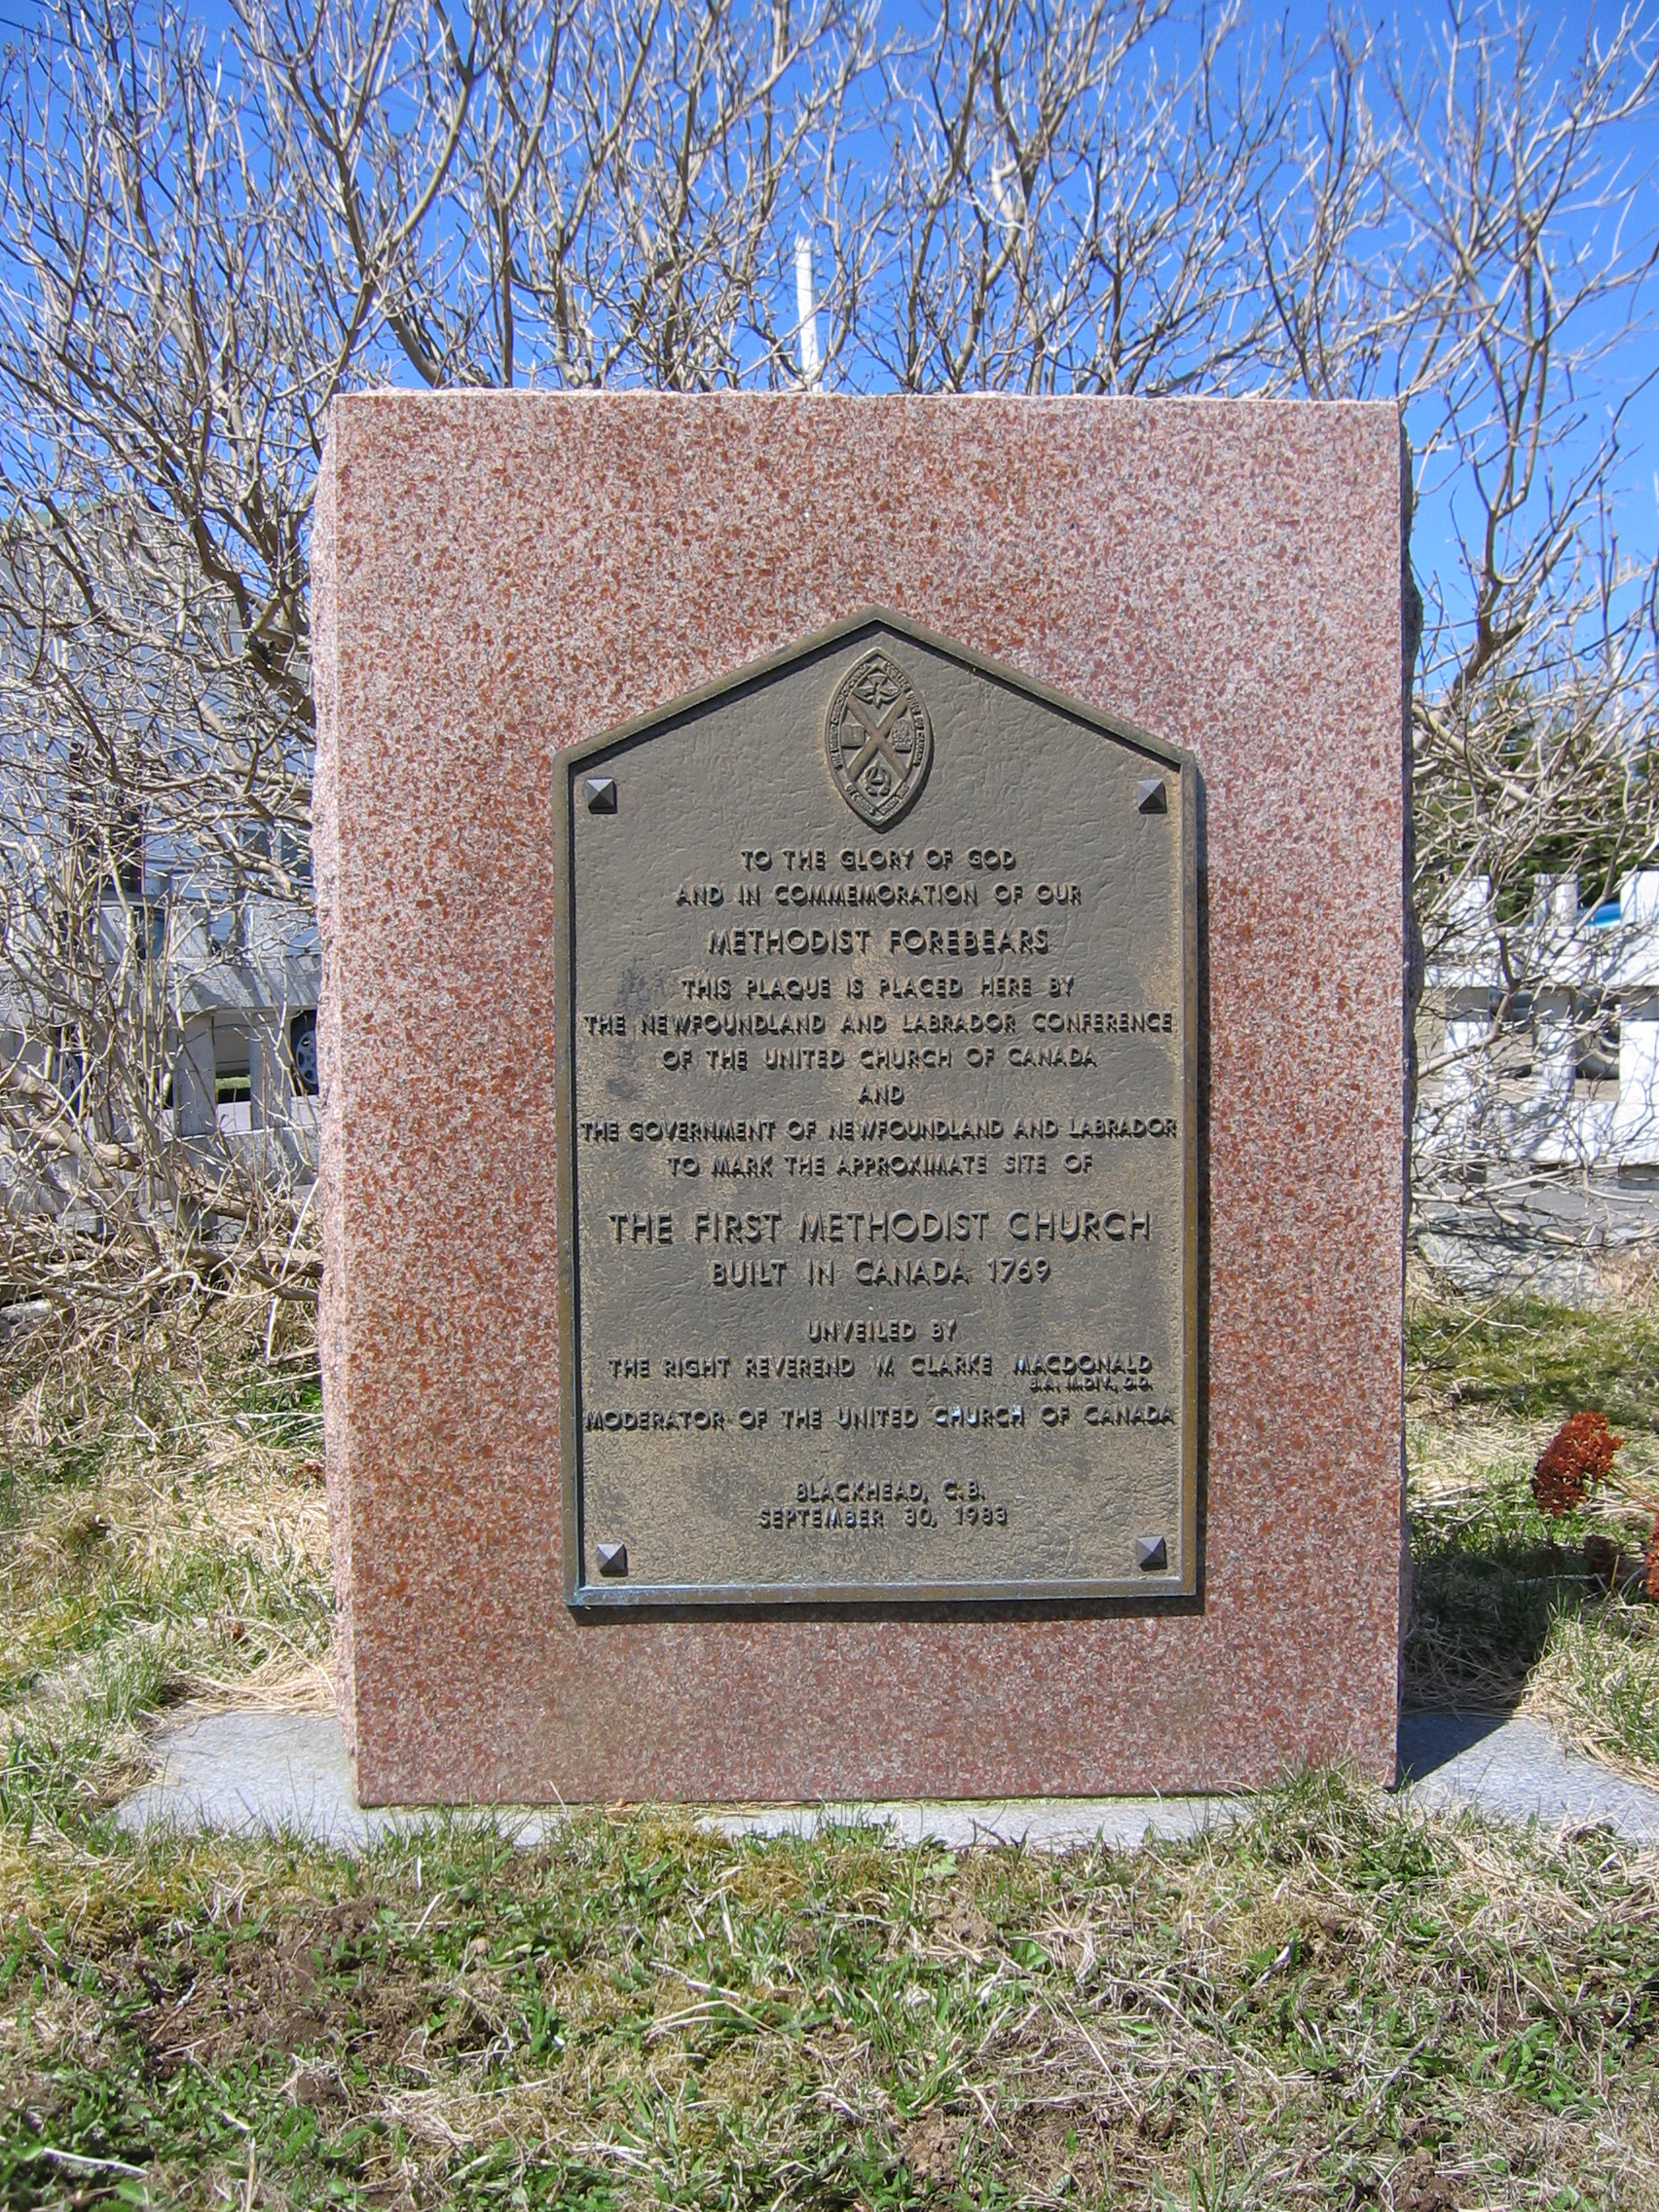 TO THE GLORY OF GOD
AND IN COMMEMORATION OF OUR
METHODIST FOREBEARS
THIS PLAQUE IS PLACED HERE BY
THE NEWFOUNDLAND AND LABRADOR CONFERENCE
OF THE UNITED CHURCH OF CANADA
AND
THE GOVERNMENT OF NEWFOUNDLAND AND LABRADOR
TO MARK THE APPROXIMATE SITE OF
THE FIRST METHODIST CHURCH
BUILT IN CANADA 1769
UNVEILED BY
THE RIGHT REVEREND M CLARKE MACDONALD
B.A., M.DIV., D.D.
MODERATOR OF THE UNITED CHURCH OF CANADA
BLACKHEAD, C.B.
SEPTEMBER 30, 1983